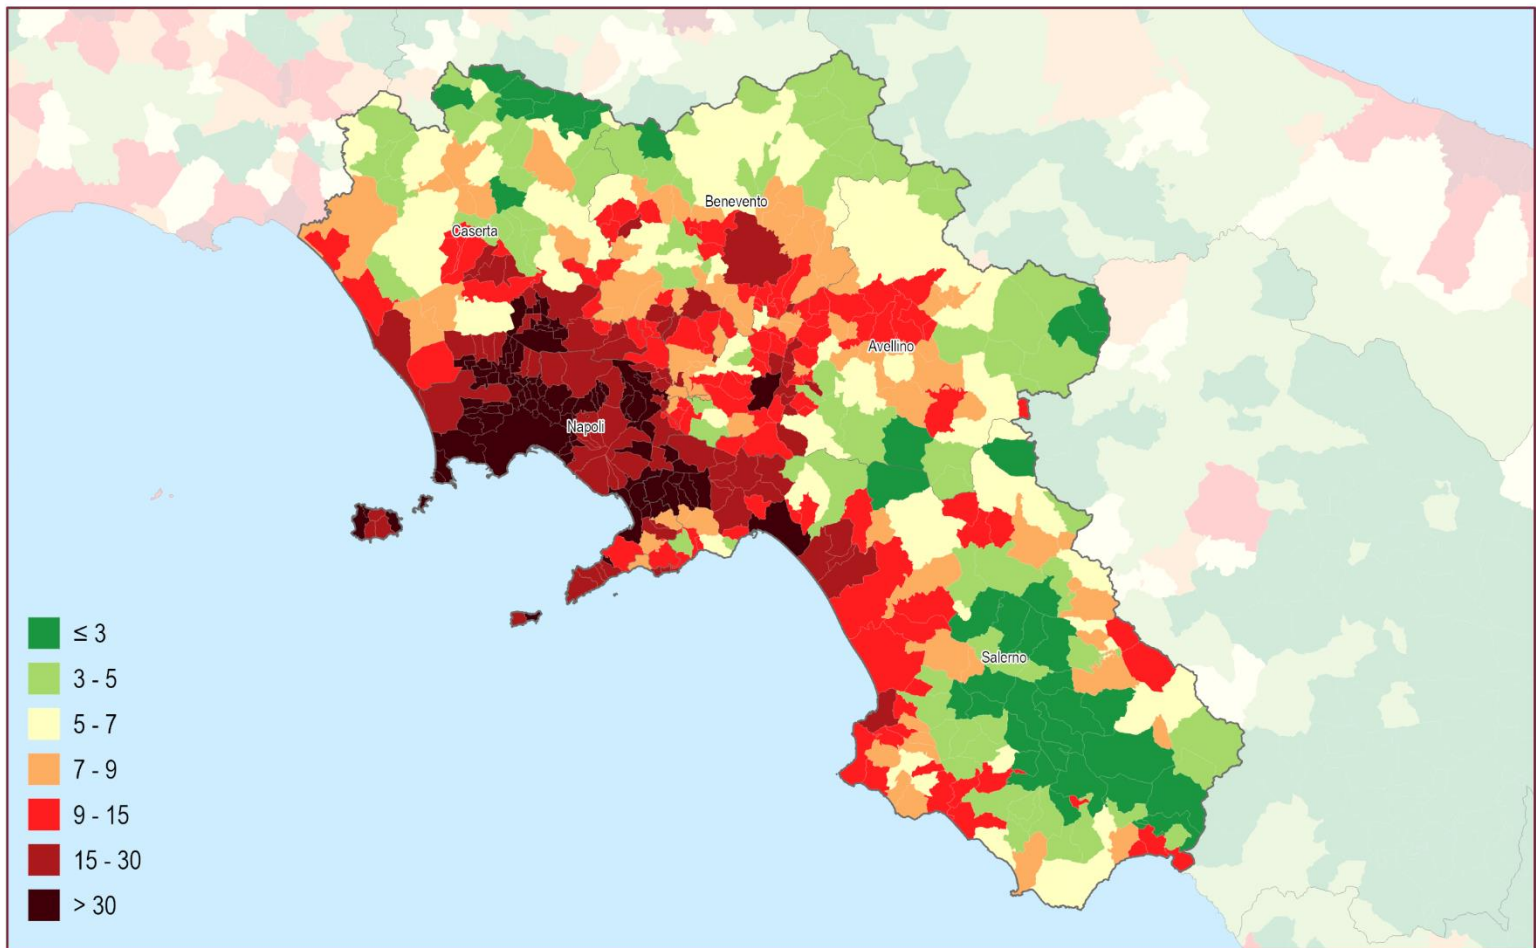 Benevento
Caserta
Avellino
Napoli
Salerno
≤ 3
3 - 5
5 - 7
7 - 9
9 - 15
15 - 30
> 30